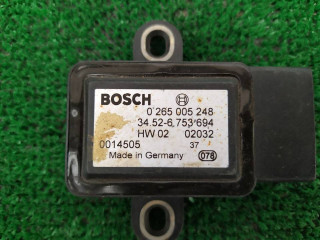 BOSCH
0 265 005 248
34.52-6 753 694
HW 02 02032
0014505 37
Made in Germany 078